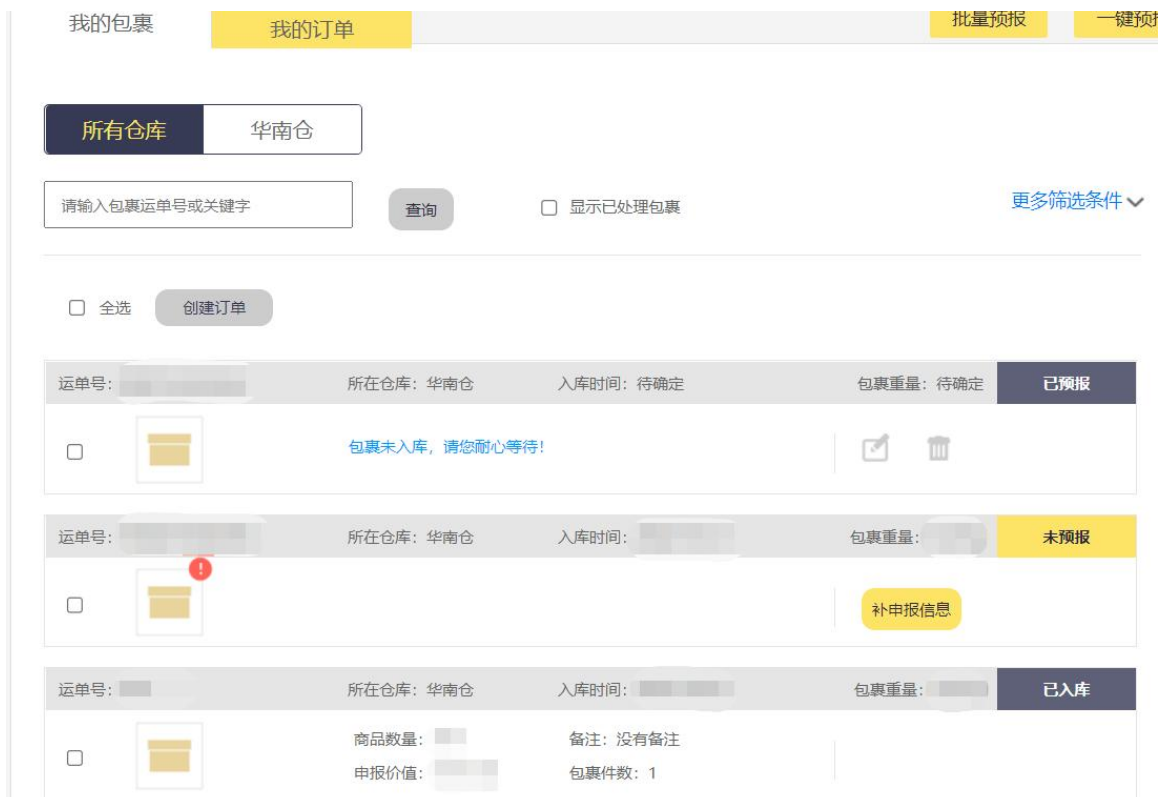 我的包裹 我的订单 批量预报 一键预报
所有仓库 华南仓
请输入包裹运单号或关键字 查询 显示已处理包裹 更多筛选条件
全选 创建订单
运单号: 所在仓库: 华南仓 入库时间: 待确定 包裹重量: 待确定 已预报
包裹未入库, 请您耐心等待!
运单号: 所在仓库: 华南仓 入库时间: 包裹重量: 未预报
补申报信息
运单号: 所在仓库: 华南仓 入库时间: 包裹重量: 已入库
商品数量: 备注: 没有备注
申报价值: 包裹件数: 1